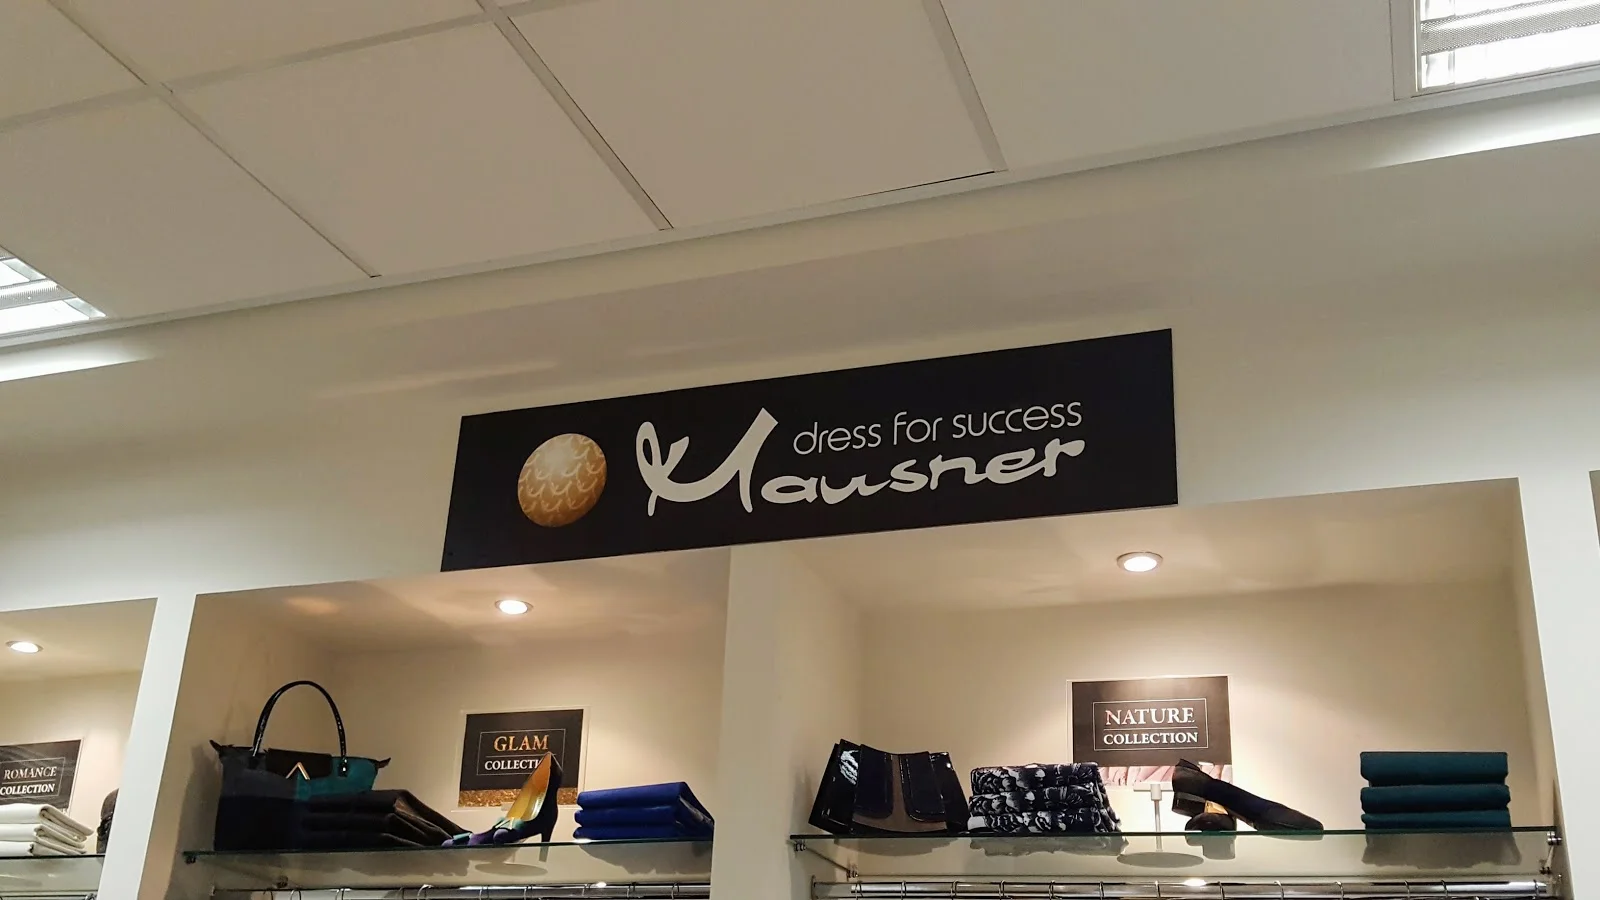 dress for success
Mausner
ROMANCE
COLLECTION
GLAM
COLLECTION
NATURE
COLLECTION